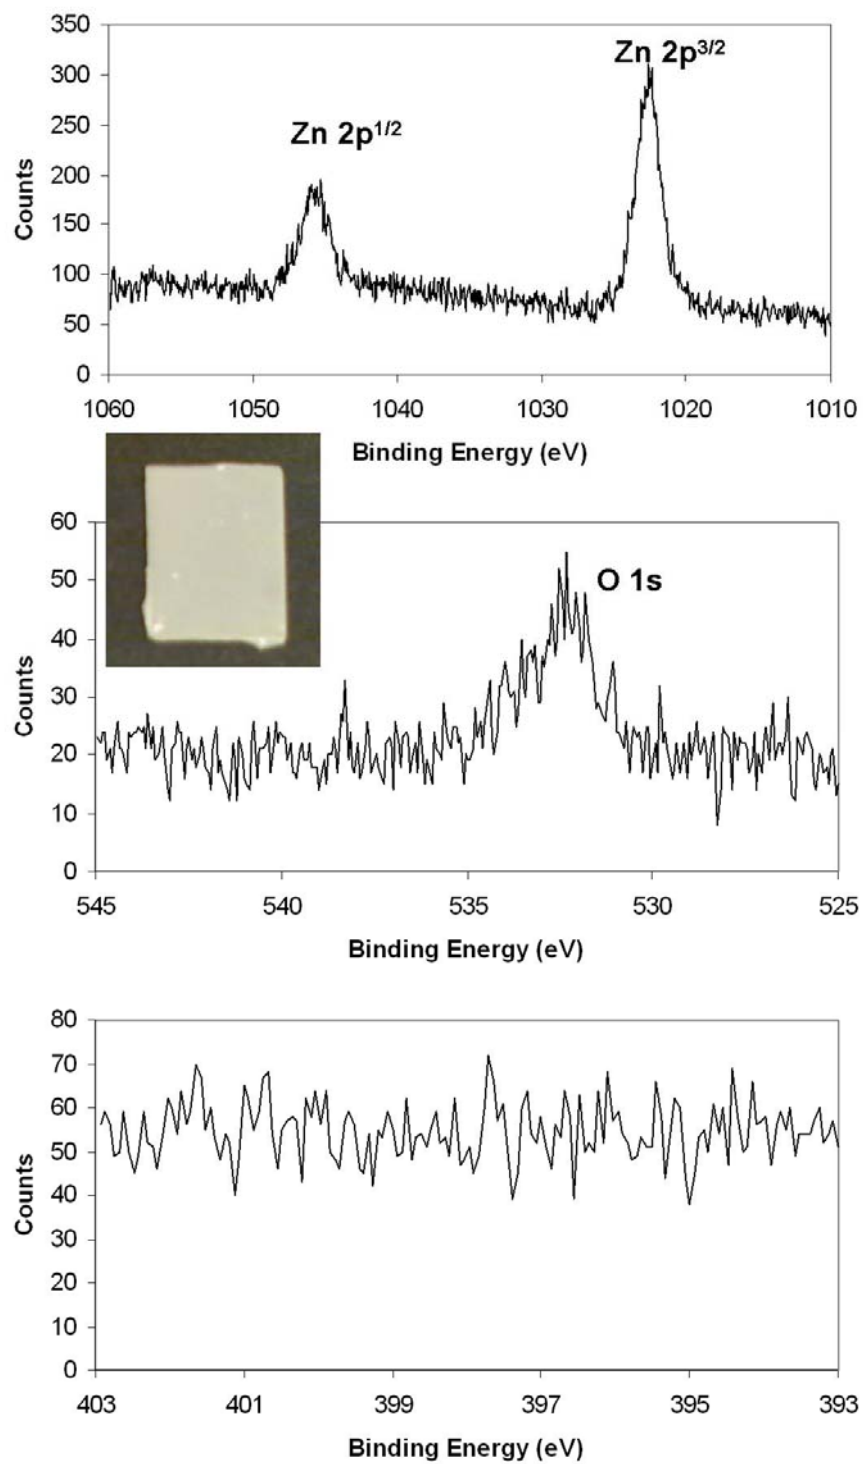 350
300
250
200
150
100
50
0
Counts
Zn 2p1/2
Zn 2p3/2
1060 1050 1040 1030 1020 1010
Binding Energy (eV)
60
50
40
30
20
10
0
Counts
O 1s
545 540 535 530 525
Binding Energy (eV)
80
70
60
50
40
30
20
10
0
Counts
403 401 399 397 395 393
Binding Energy (eV)